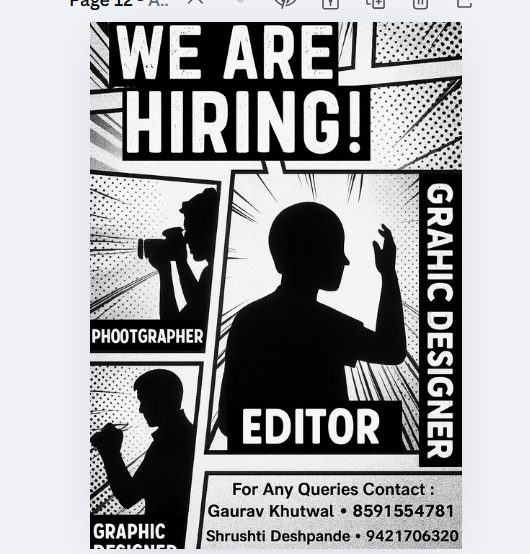 Page 12 - A..
WE ARE
HIRING!
PHOOTGRAPHER
GRAHIC DESIGNER
EDITOR
GRAPHIC
DESIGNER
For Any Queries Contact :
Gaurav Khutwal • 8591554781
Shrushti Deshpande • 9421706320